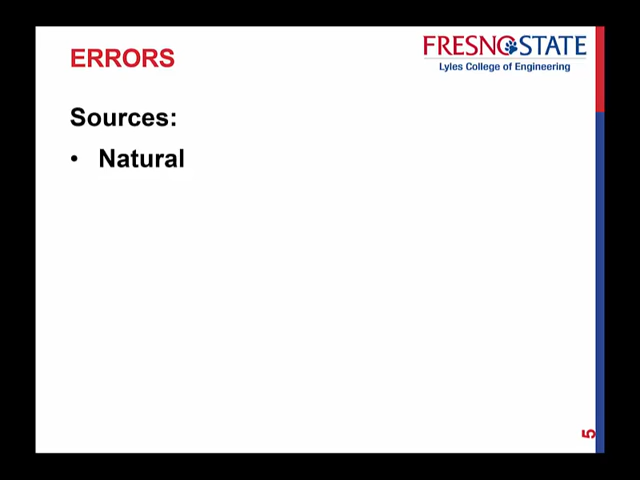 ERRORS
FRESNO STATE
Lyles College of Engineering
Sources:
• Natural
5